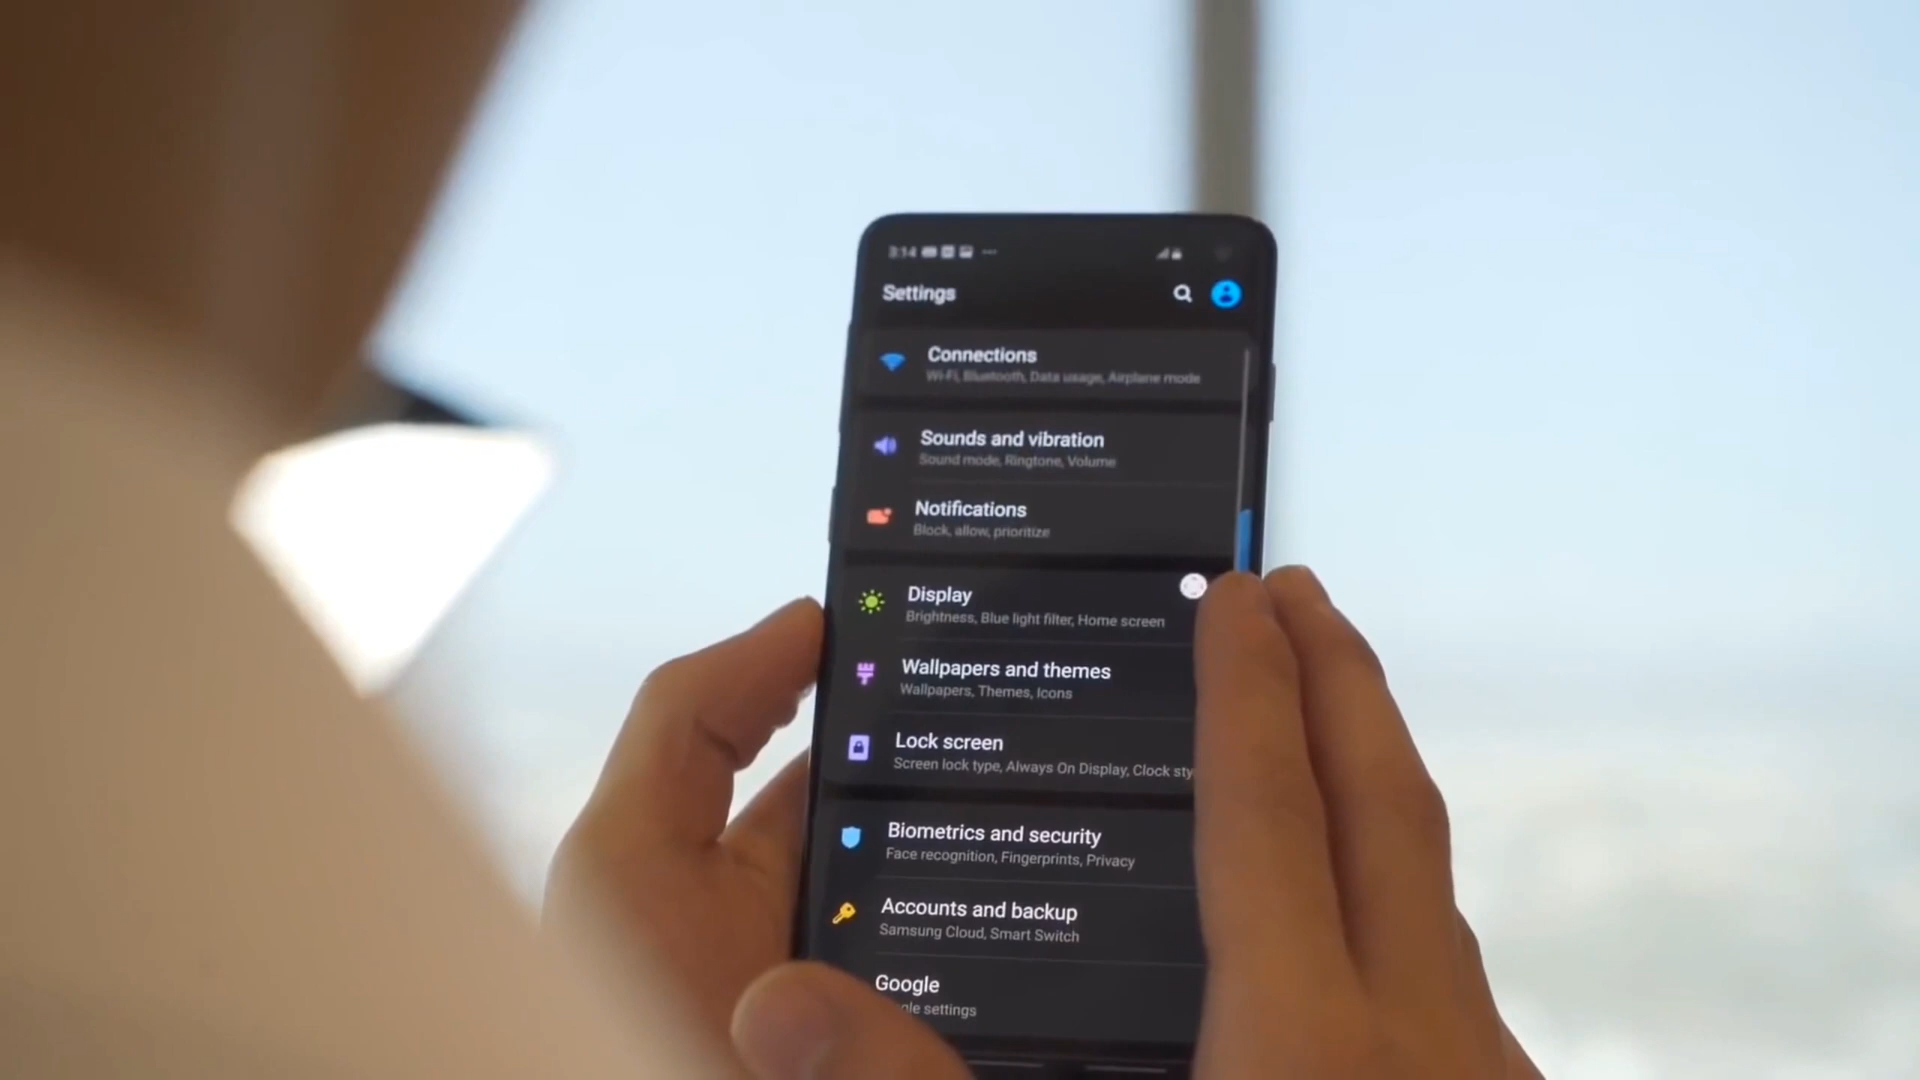 3:14
Settings
Connections
Wi-Fi, Bluetooth, Data usage, Airplane mode
Sounds and vibration
Sound mode, Ringtone, Volume
Notifications
Block, allow, prioritize
Display
Brightness, Blue light filter, Home screen
Wallpapers and themes
Wallpapers, Themes, Icons
Lock screen
Screen lock type, Always On Display, Clock sty
Biometrics and security
Face recognition, Fingerprints, Privacy
Accounts and backup
Samsung Cloud, Smart Switch
Google
gle settings